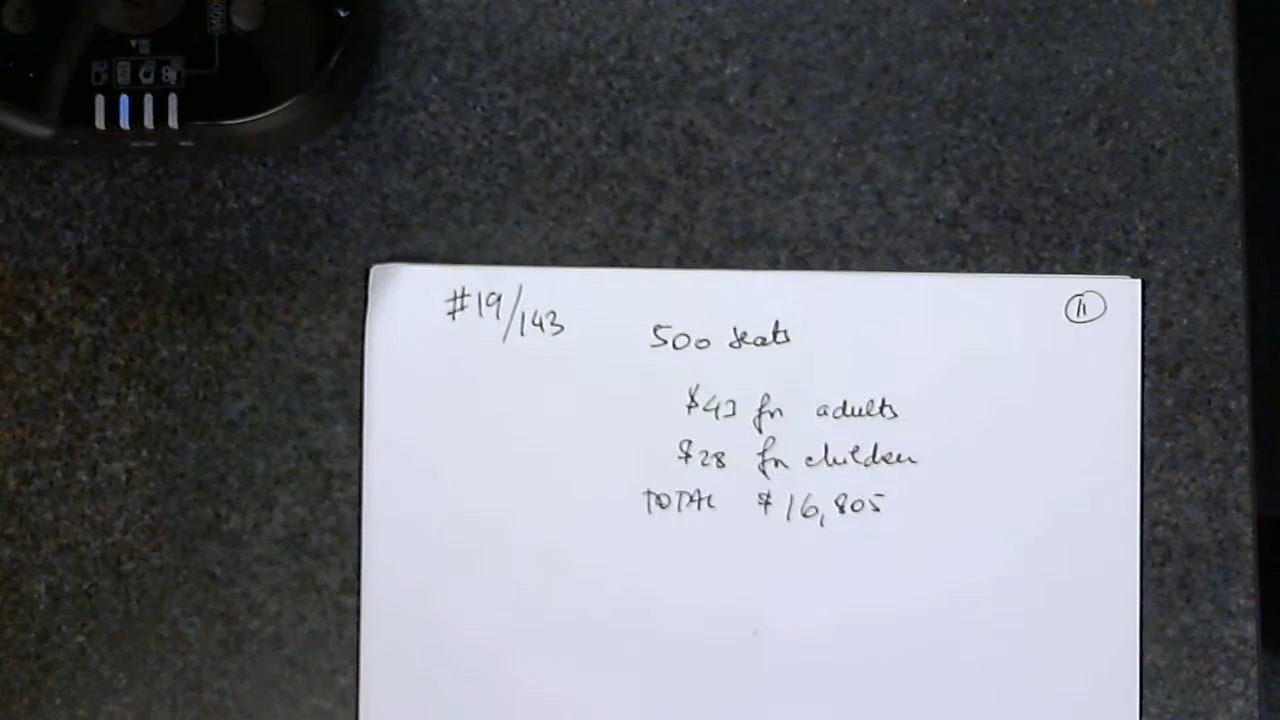 #19/143
11
500 seats
$43 for adults
$28 for children
TOTAL $16,805